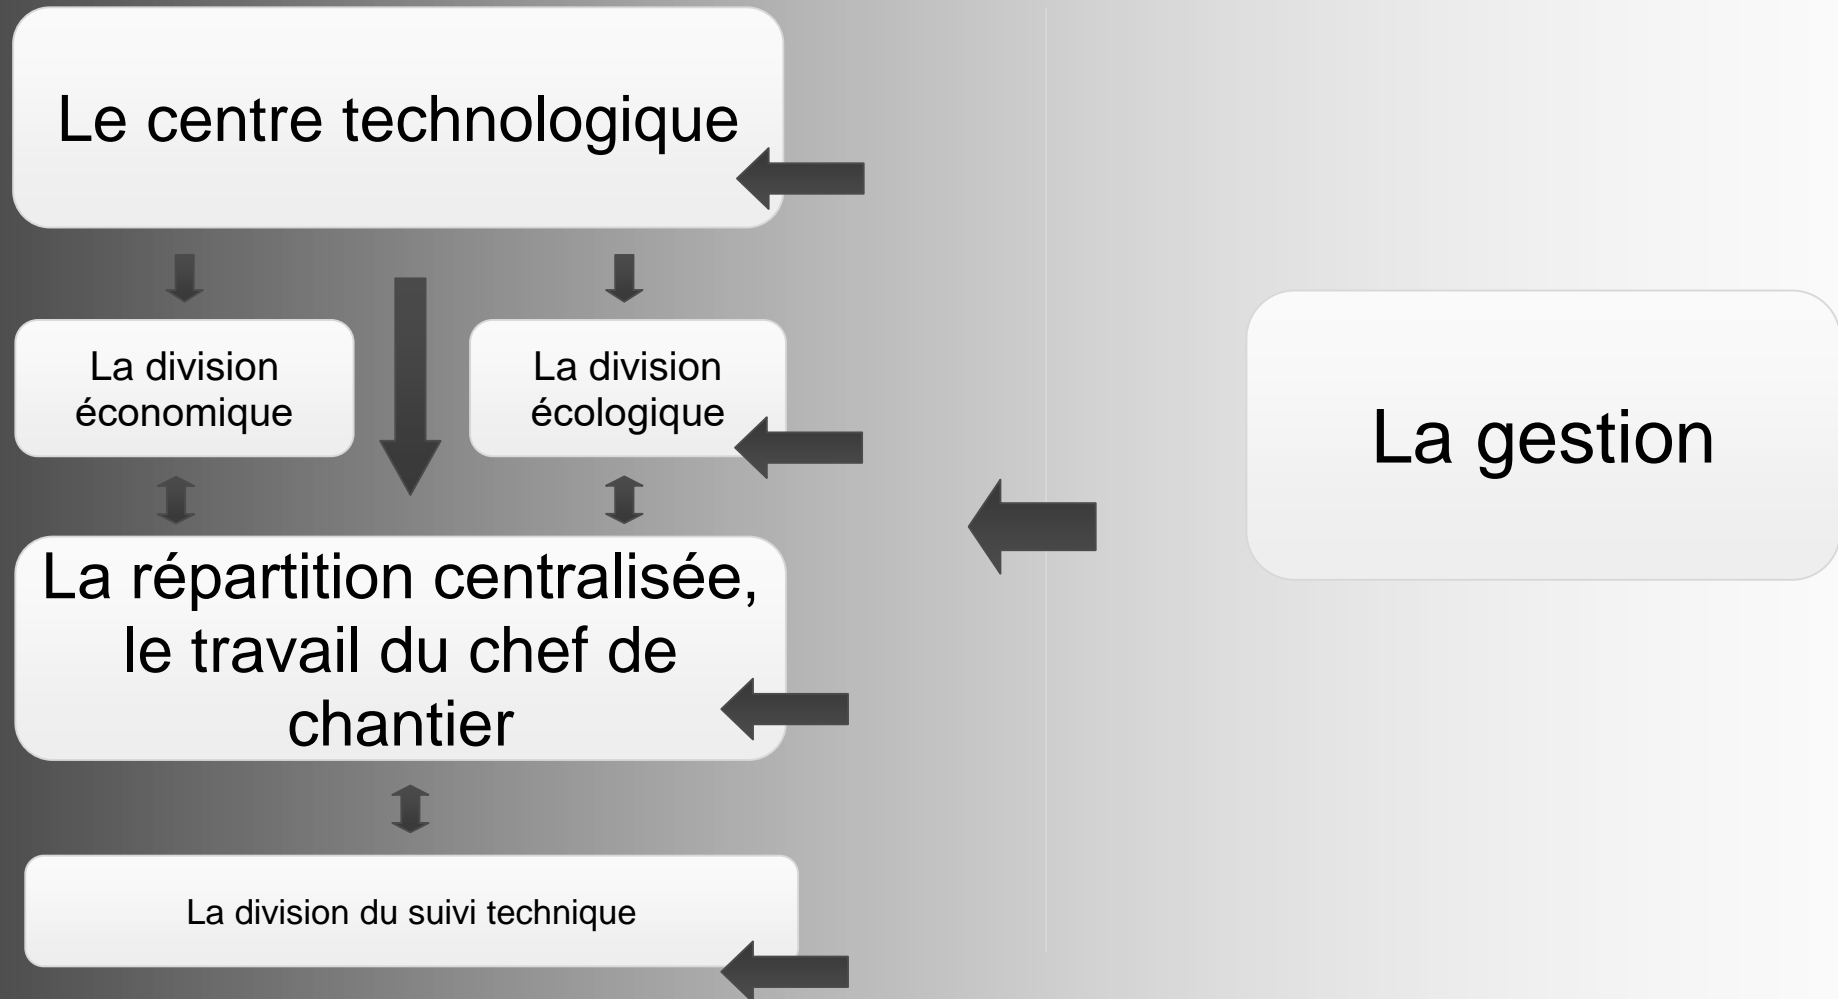 Le centre technologique
La division
économique
La division
écologique
La gestion
La répartition centralisée,
le travail du chef de
chantier
La division du suivi technique